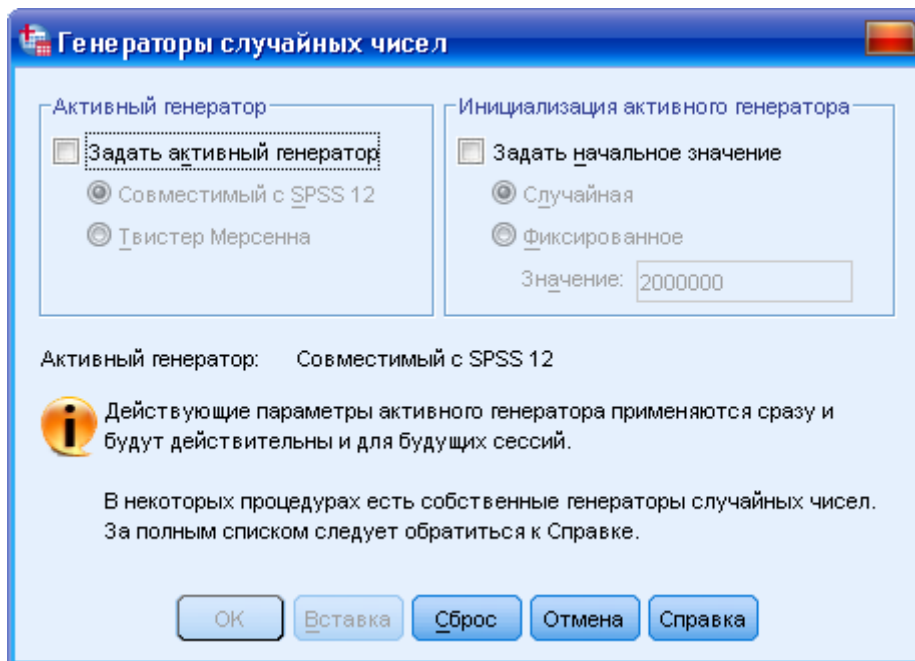 Генераторы случайных чисел
Активный генератор
Задать активный генератор
Совместимый с SPSS 12
Твистер Мерсенна
Инициализация активного генератора
Задать начальное значение
Случайная
Фиксированное
Значение: 2000000
Активный генератор: Совместимый с SPSS 12
Действующие параметры активного генератора применяются сразу и
будут действительны и для будущих сессий.
В некоторых процедурах есть собственные генераторы случайных чисел.
За полным списком следует обратиться к Справке.
OK Вставка Сброс Отмена Справка